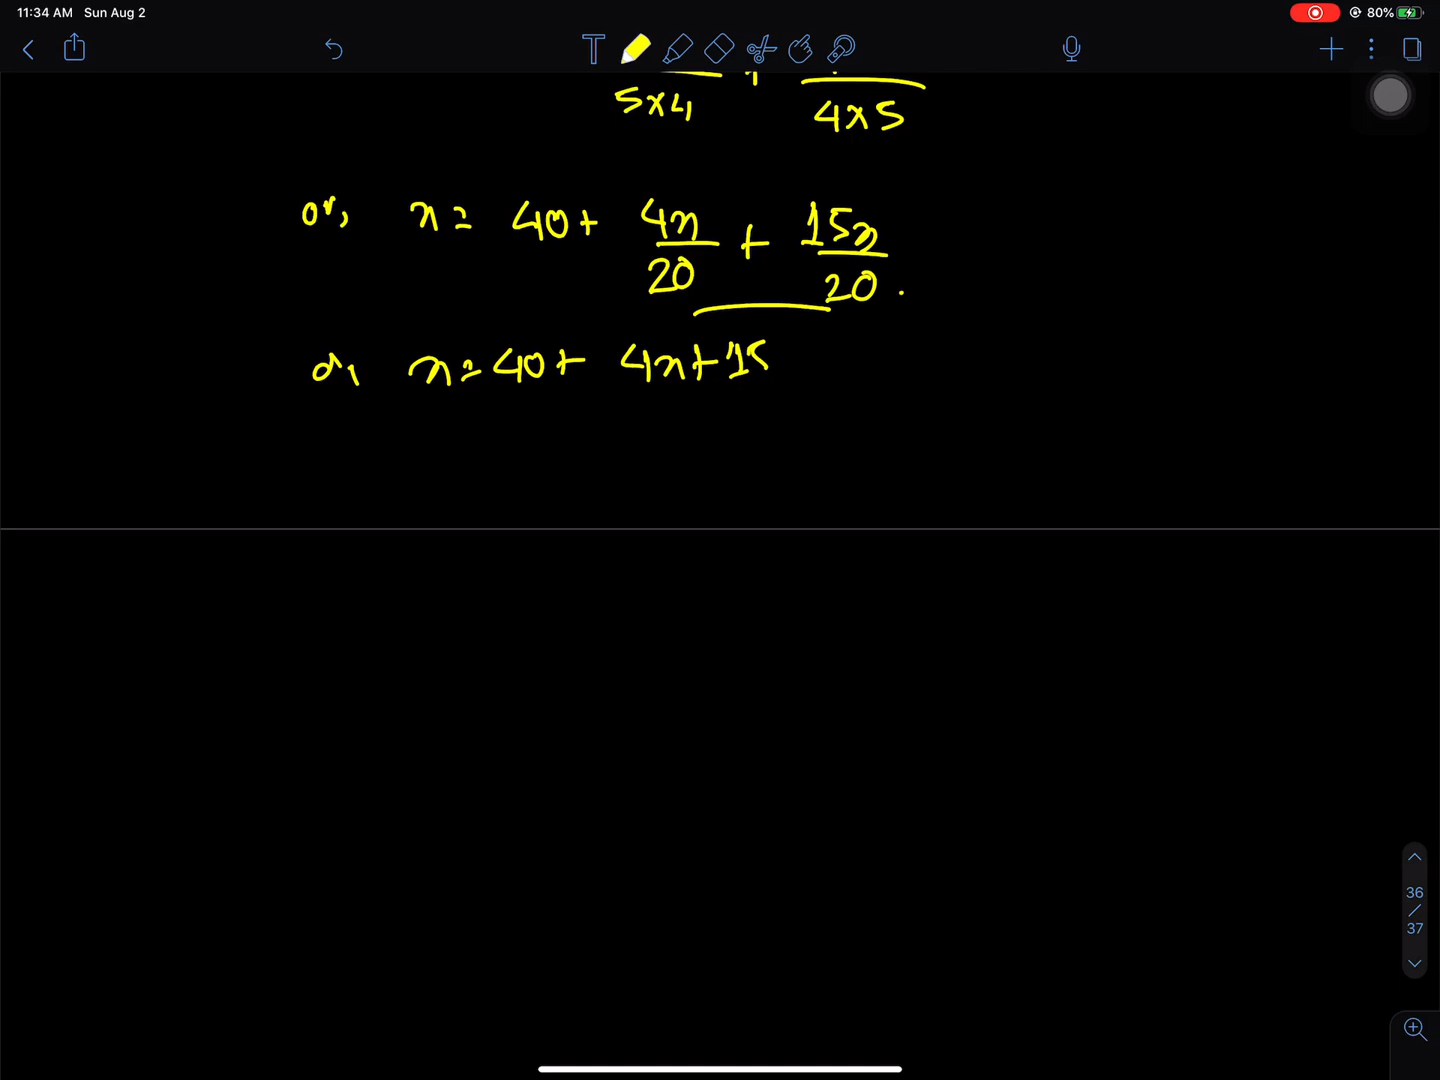 11:34 AM Sun Aug 2 80%
5x4 + 4x5
or, x = 40 + 4x/20 + 15x/20.
or, x = 40 + 4x+15
36
/
37